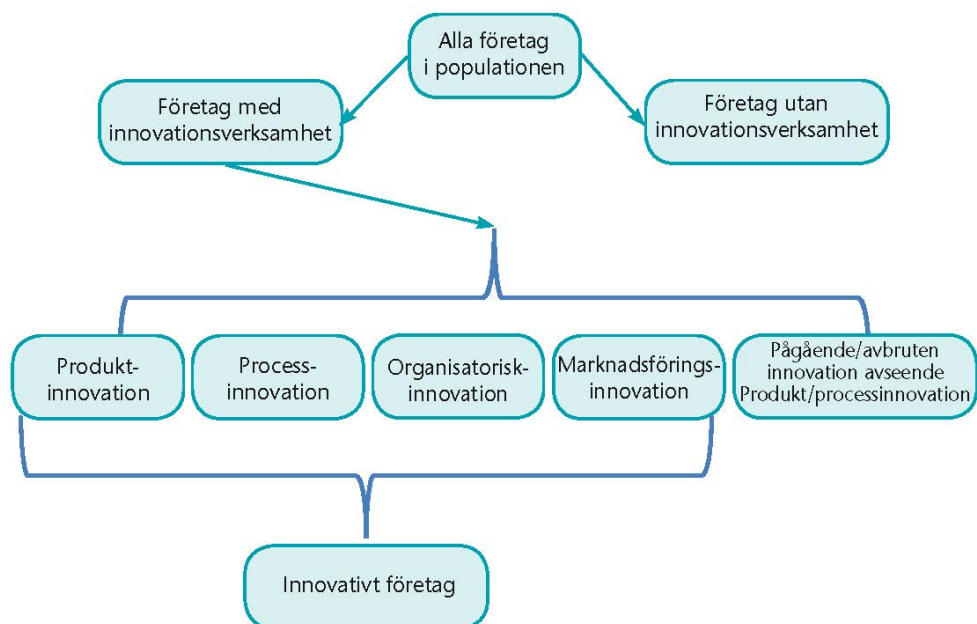 Alla företag
i populationen
Företag med
innovationsverksamhet
Företag utan
innovationsverksamhet
Produkt-
innovation
Process-
innovation
Organisatorisk-
innovation
Marknadsförings-
innovation
Pågående/avbruten
innovation avseende
Produkt/processinnovation
Innovativt företag